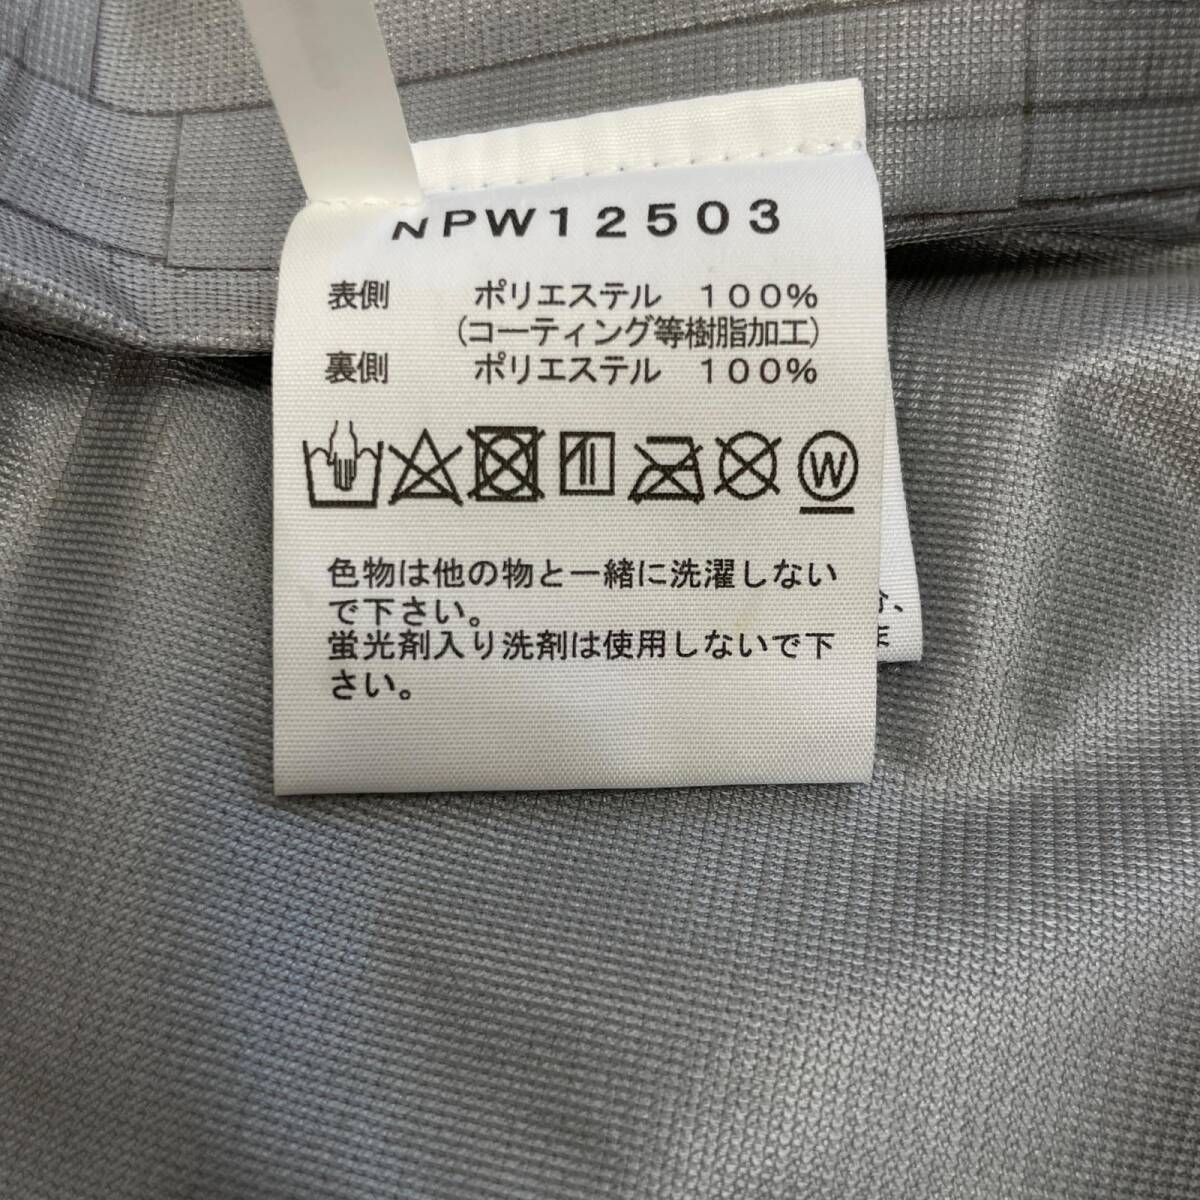 NPW12503
表側 ポリエステル 100%
(コーティング等樹脂加工)
裏側 ポリエステル 100%
W
色物は他の物と一緒に洗濯しない
で下さい。
蛍光剤入り洗剤は使用しないで下
さい。
ま